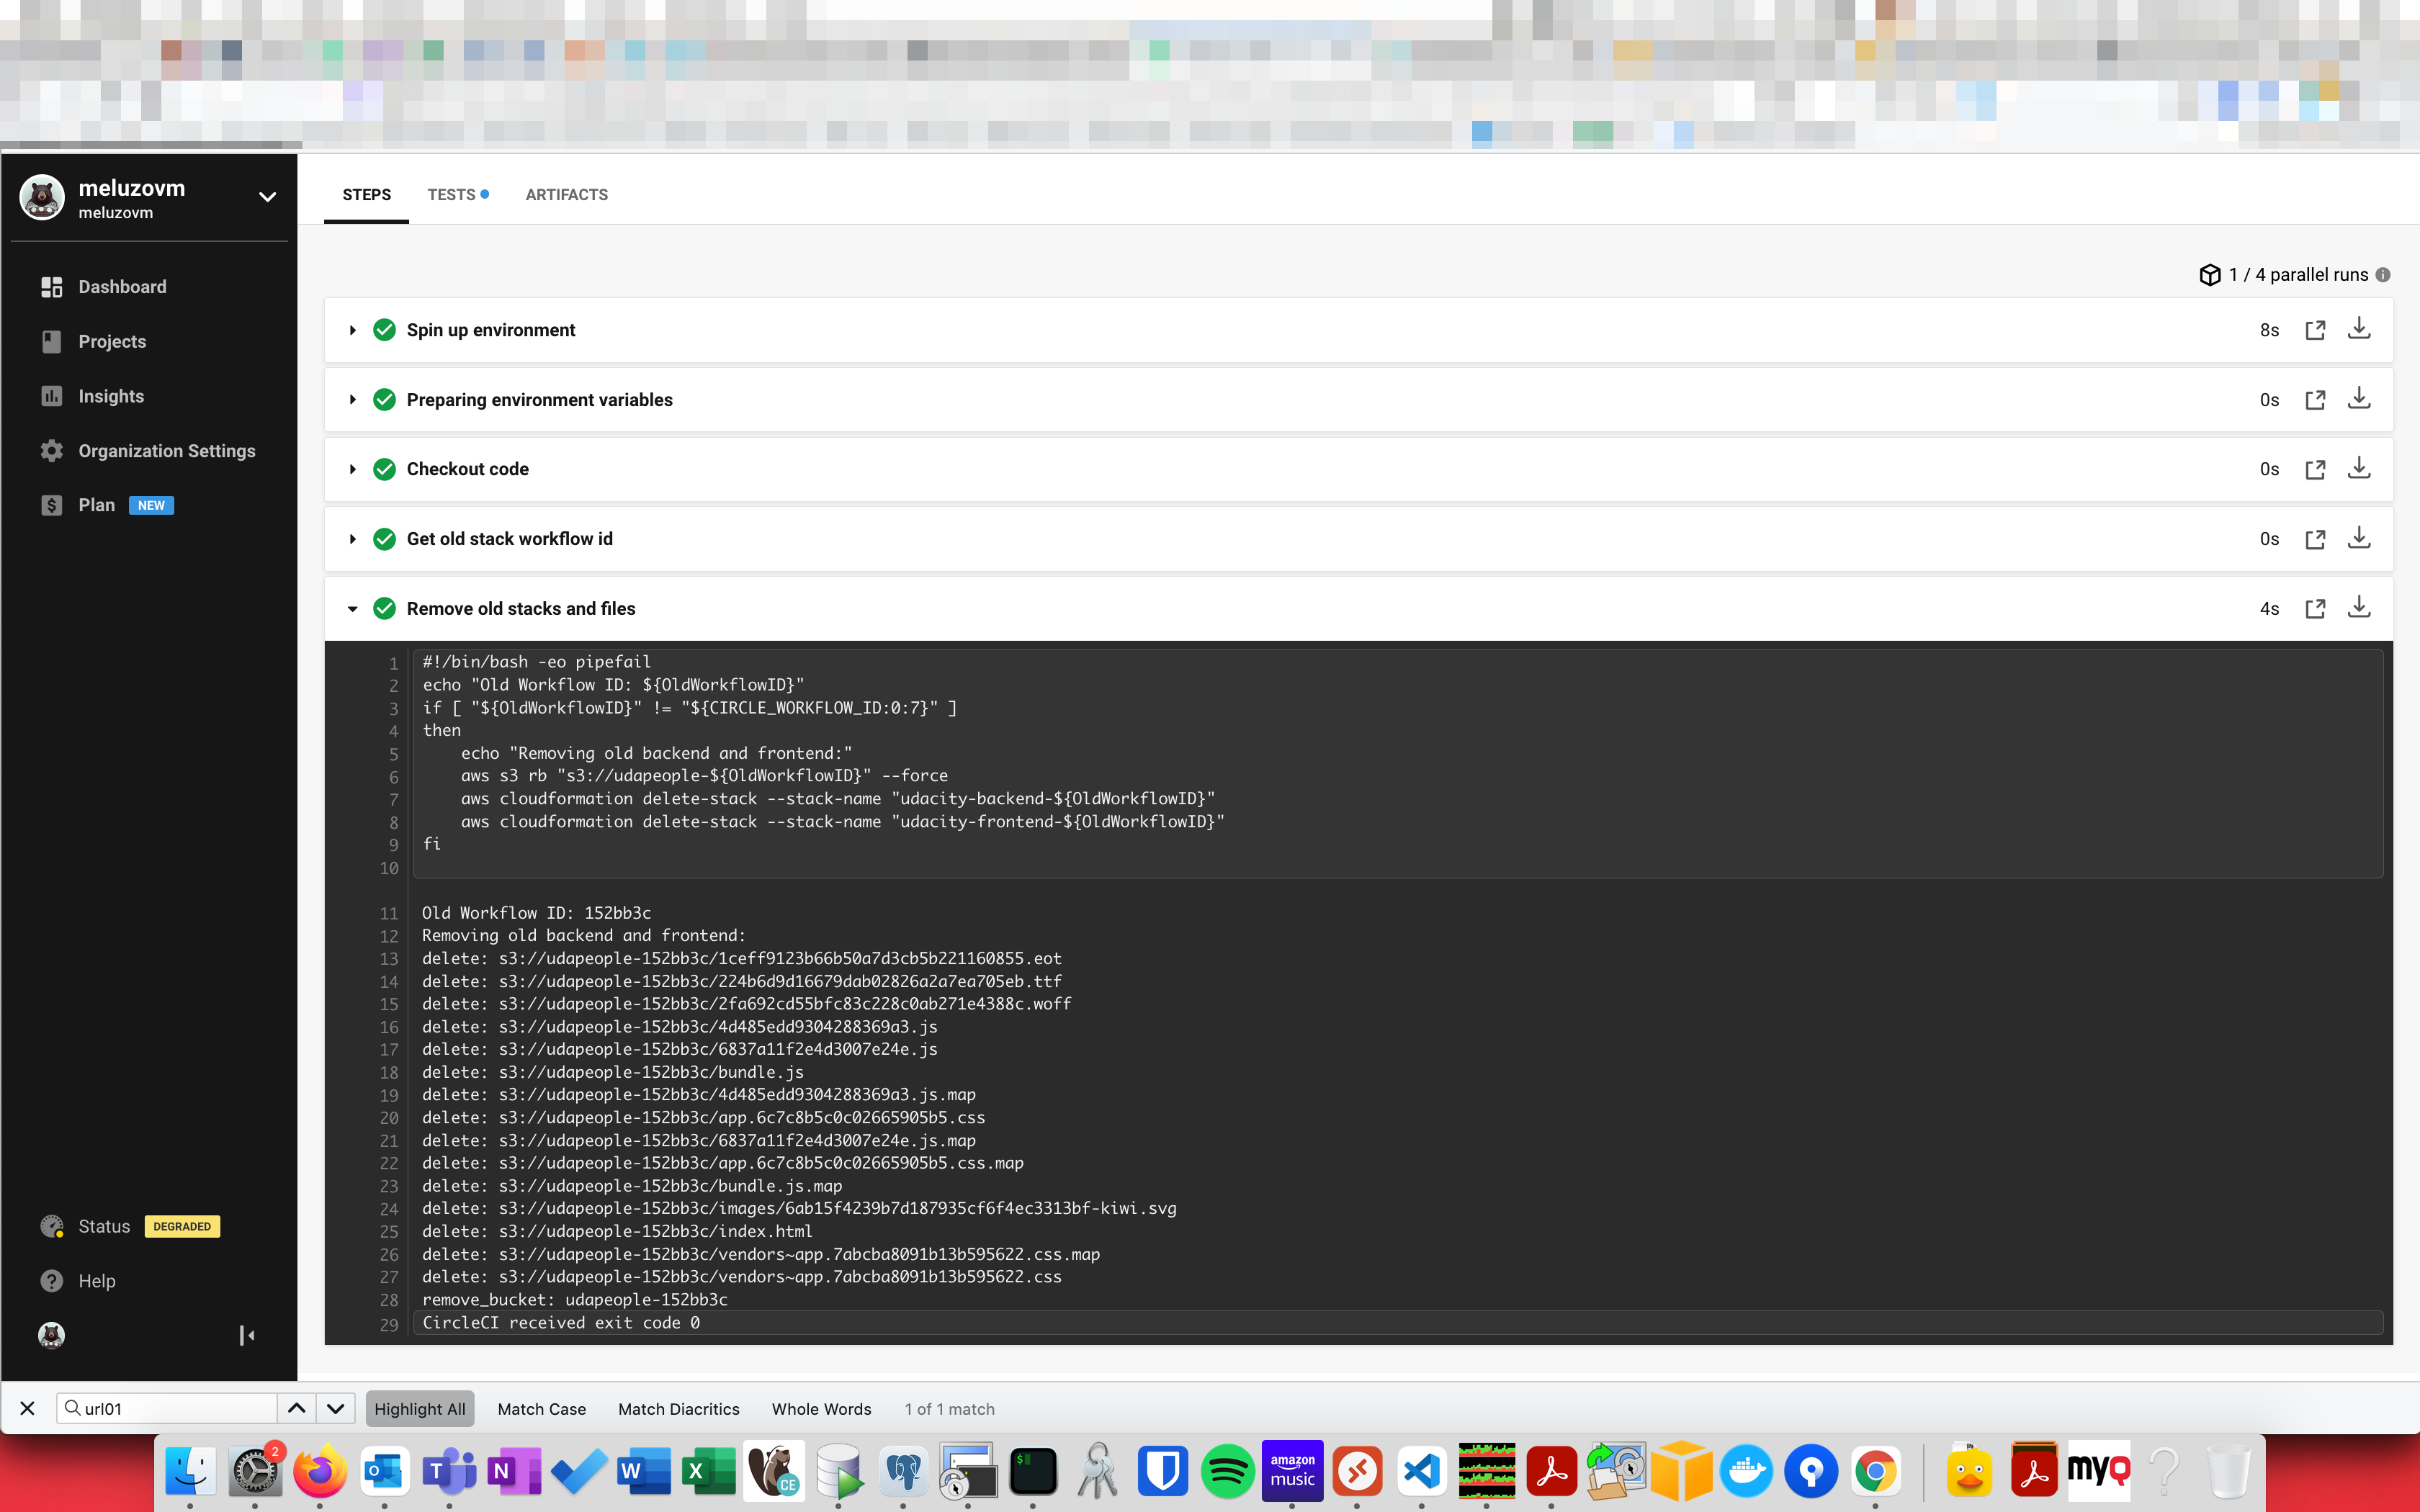 meluzovm
meluzovm
STEPS
TESTS
ARTIFACTS
Dashboard
Projects
Insights
Organization Settings
Plan NEW
1 / 4 parallel runs
Spin up environment 8s
Preparing environment variables 0s
Checkout code 0s
Get old stack workflow id 0s
Remove old stacks and files 4s
1 #!/bin/bash -eo pipefail
2 echo "Old Workflow ID: ${OldWorkflowID}"
3 if [ "${OldWorkflowID}" != "${CIRCLE_WORKFLOW_ID:0:7}" ]
4 then
5 echo "Removing old backend and frontend:"
6 aws s3 rb "s3://udapeople-${OldWorkflowID}" --force
7 aws cloudformation delete-stack --stack-name "udacity-backend-${OldWorkflowID}"
8 aws cloudformation delete-stack --stack-name "udacity-frontend-${OldWorkflowID}"
9 fi
10
11 Old Workflow ID: 152bb3c
12 Removing old backend and frontend:
13 delete: s3://udapeople-152bb3c/1ceff9123b66b50a7d3cb5b221160855.eot
14 delete: s3://udapeople-152bb3c/224b6d9d16679dab02826a2a7ea705eb.ttf
15 delete: s3://udapeople-152bb3c/2fa692cd55bfc83c228c0ab271e4388c.woff
16 delete: s3://udapeople-152bb3c/4d485edd9304288369a3.js
17 delete: s3://udapeople-152bb3c/6837a11f2e4d3007e24e.js
18 delete: s3://udapeople-152bb3c/bundle.js
19 delete: s3://udapeople-152bb3c/4d485edd9304288369a3.js.map
20 delete: s3://udapeople-152bb3c/app.6c7c8b5c0c02665905b5.css
21 delete: s3://udapeople-152bb3c/6837a11f2e4d3007e24e.js.map
22 delete: s3://udapeople-152bb3c/app.6c7c8b5c0c02665905b5.css.map
23 delete: s3://udapeople-152bb3c/bundle.js.map
24 delete: s3://udapeople-152bb3c/images/6ab15f4239b7d187935cf6f4ec3313bf-kiwi.svg
25 delete: s3://udapeople-152bb3c/index.html
26 delete: s3://udapeople-152bb3c/vendors~app.7abcba8091b13b595622.css.map
27 delete: s3://udapeople-152bb3c/vendors~app.7abcba8091b13b595622.css
28 remove_bucket: udapeople-152bb3c
29 CircleCI received exit code 0
Status DEGRADED
Help
url01 Highlight All Match Case Match Diacritics Whole Words 1 of 1 match
2
O
T
N
W
X
CE
$
amazon
music
myQ
?